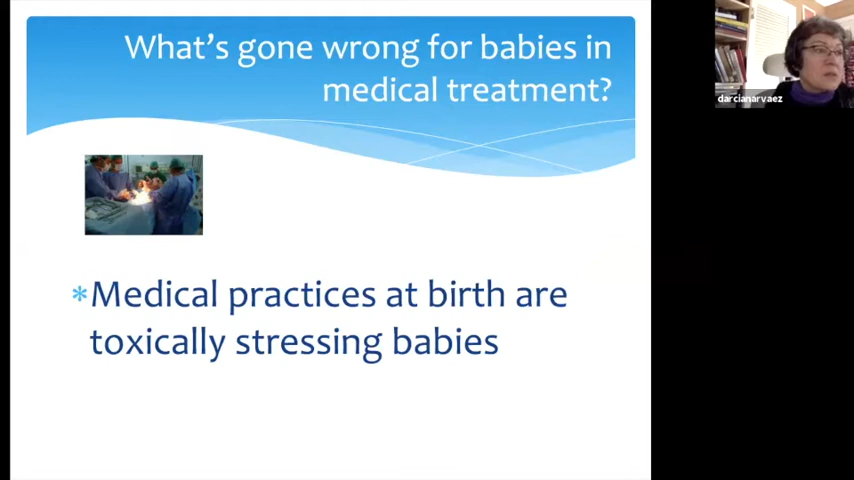 What's gone wrong for babies in
medical treatment?
darcianarvaez
*Medical practices at birth are
toxically stressing babies